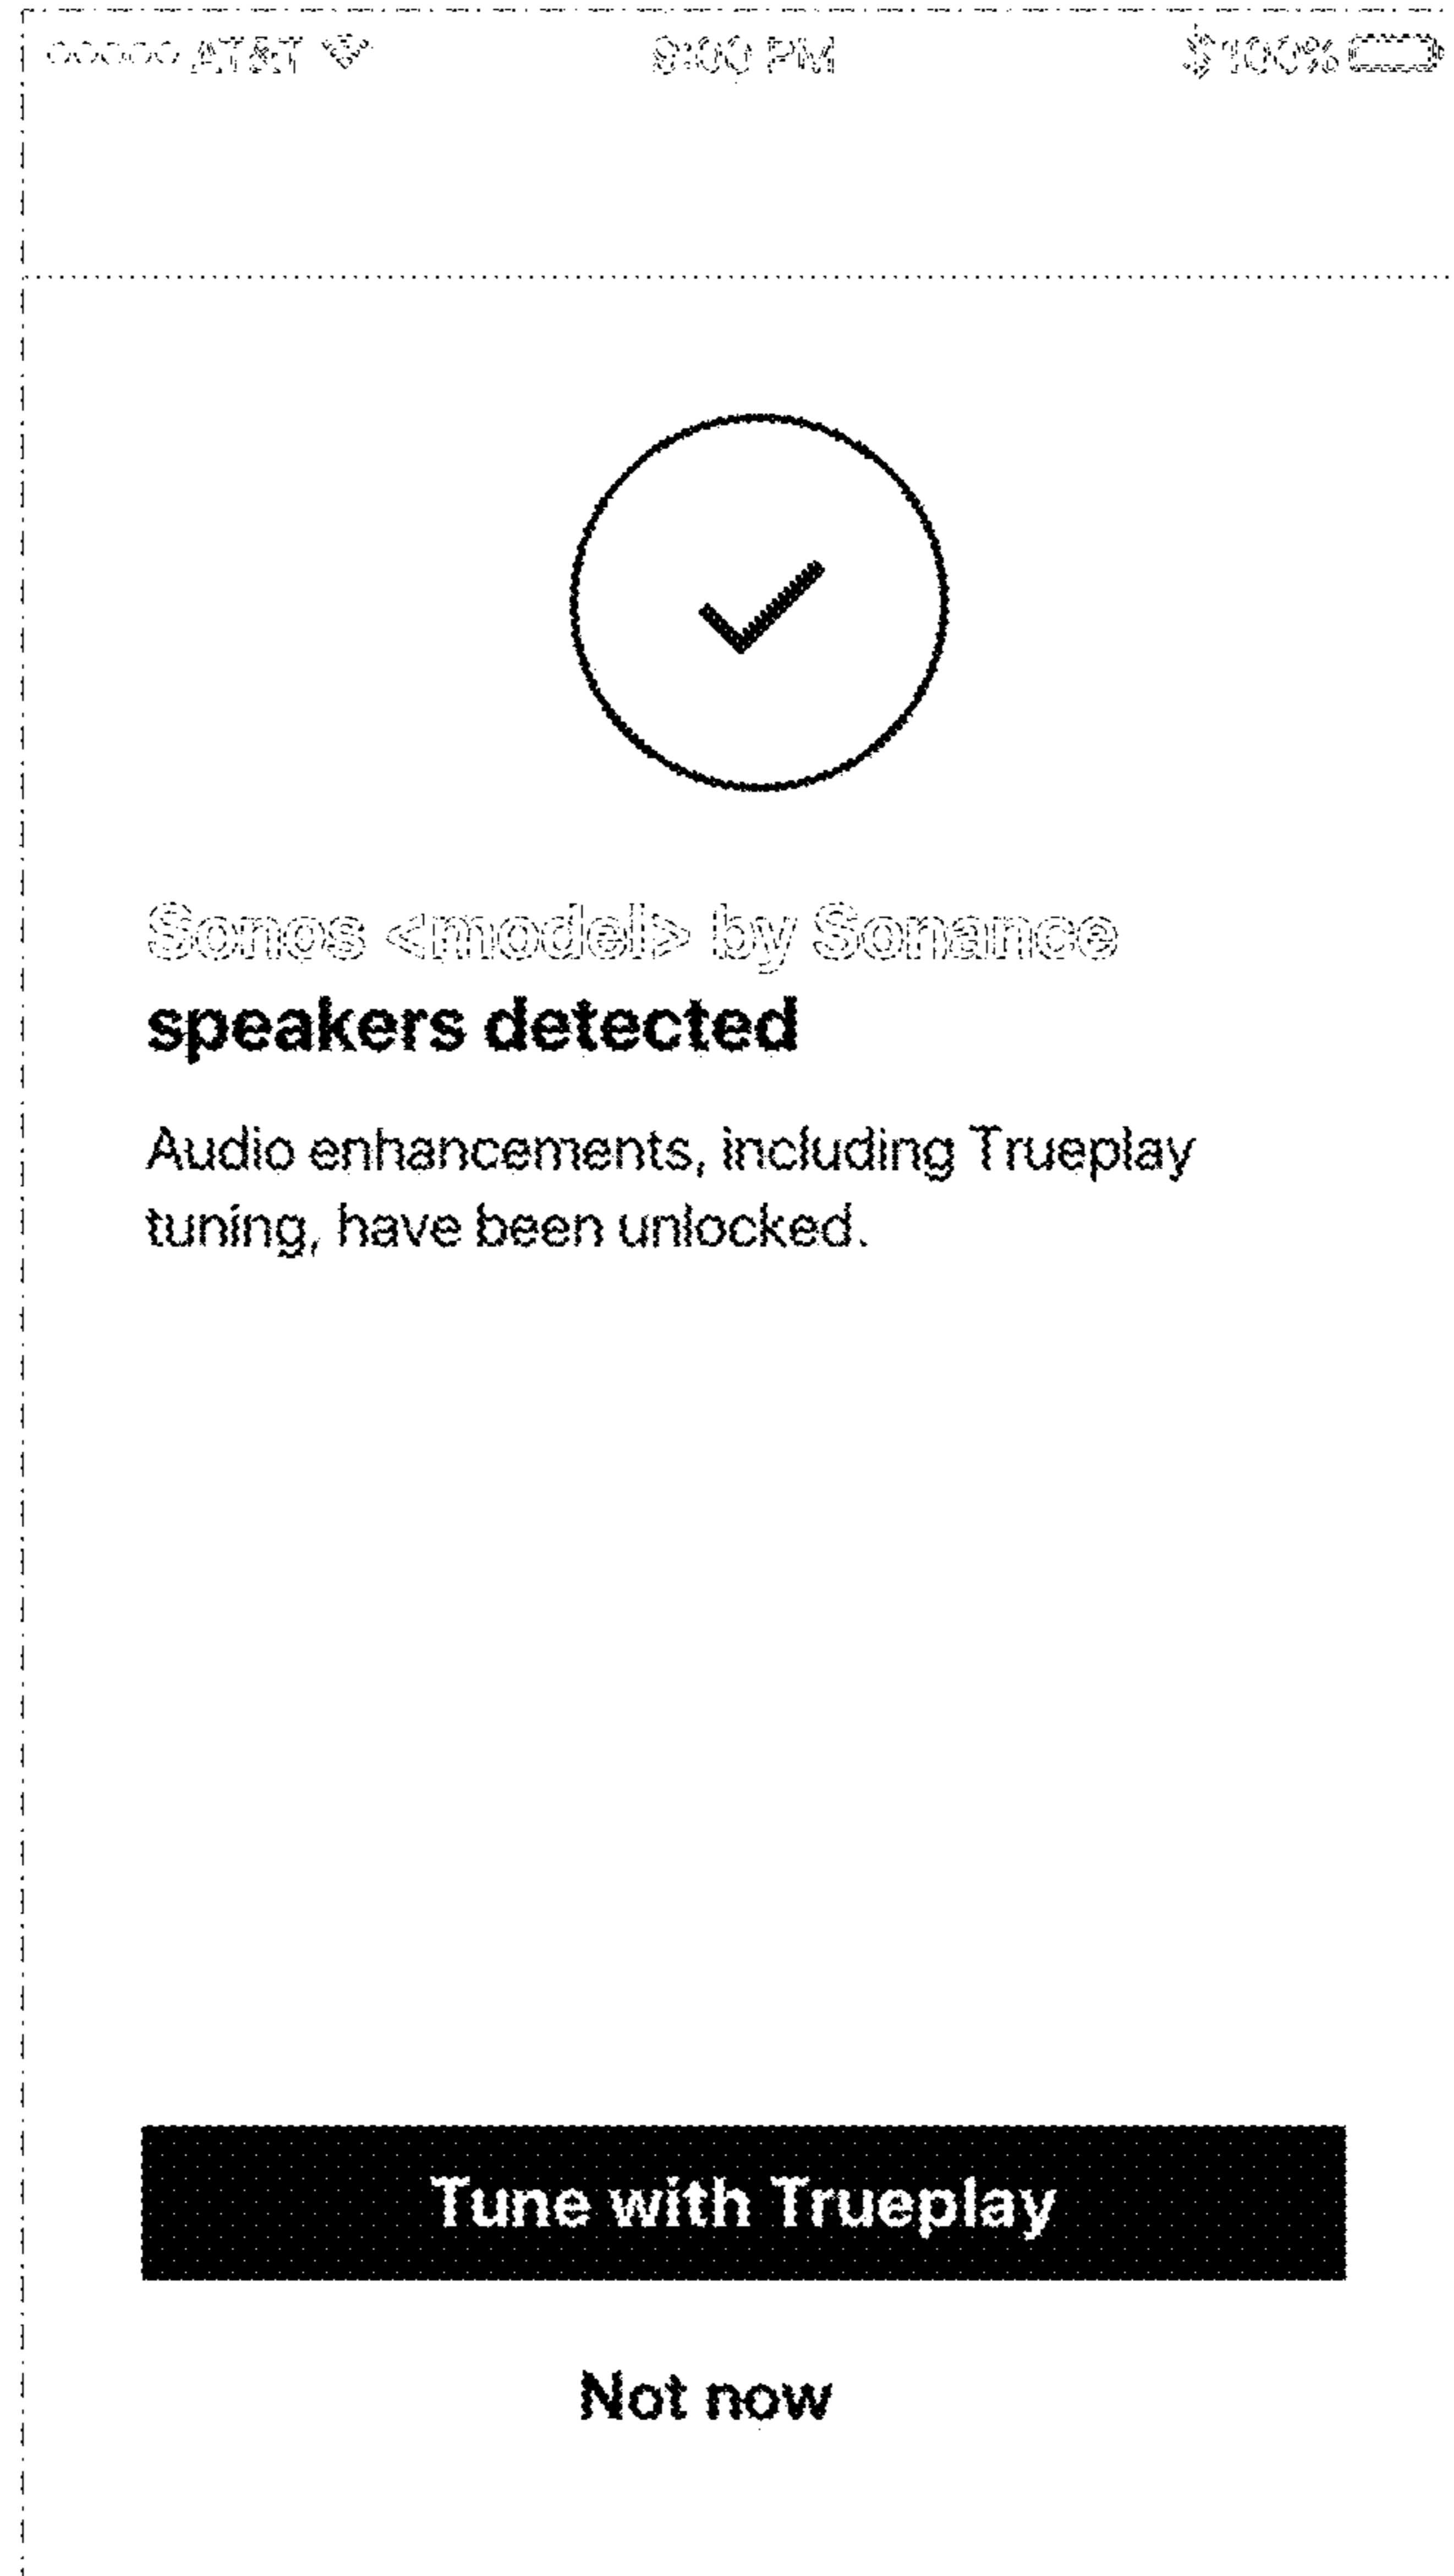 AT&T 9:00 PM 100%
Sonos <model> by Sonance
speakers detected
Audio enhancements, including Trueplay
tuning, have been unlocked.
Tune with Trueplay
Not now